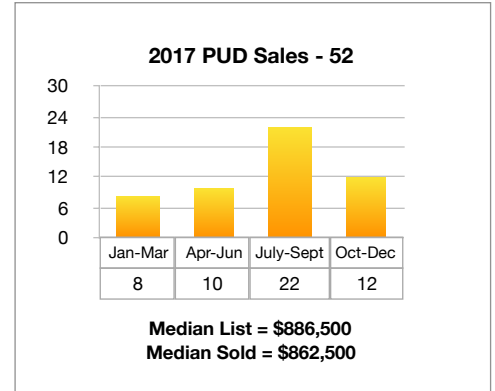 2017 PUD Sales - 52
30
24
18
12
6
0
Jan-Mar Apr-Jun July-Sept Oct-Dec
8 10 22 12
Median List = $886,500
Median Sold = $862,500